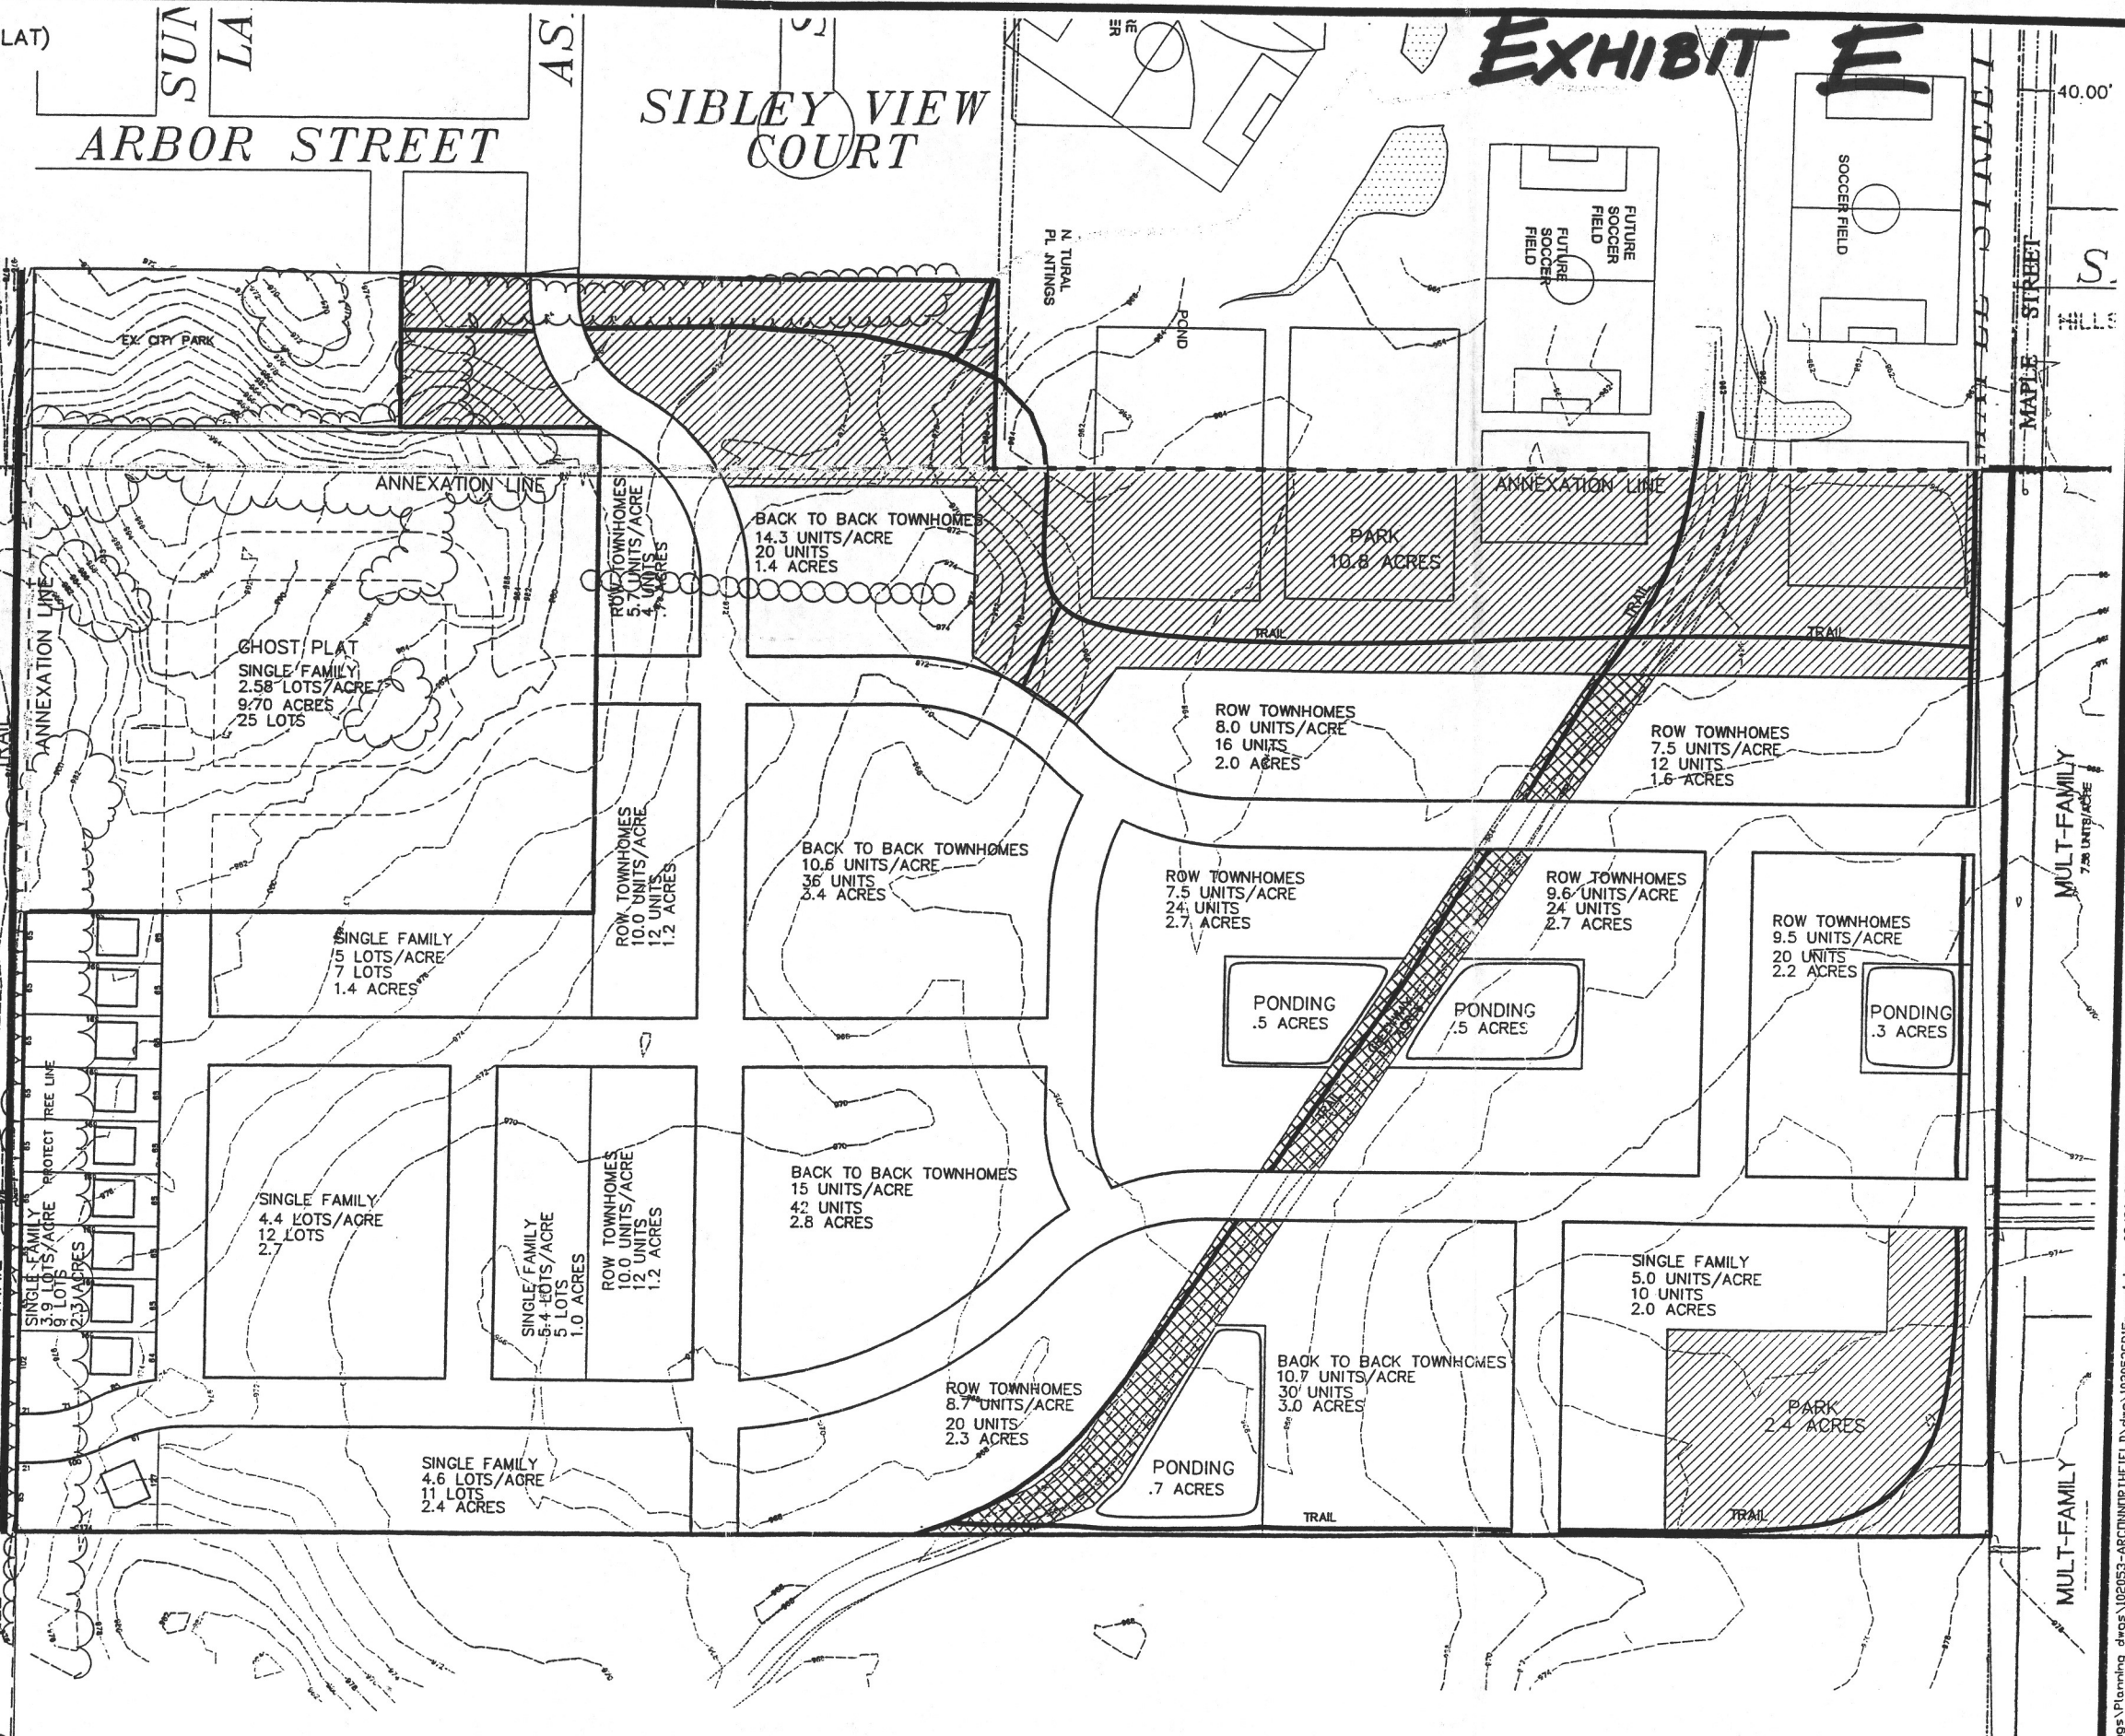 LAT)
SUN
LA
AS.
EXHIBIT E
40.00'
ARBOR STREET
SIBLEY VIEW
COURT
SOCCER FIELD
FUTURE
SOCCER
FIELD
FUTURE
SOCCER
FIELD
POND
MAPLE STREET
S.
EX. CITY PARK
ANNEXATION LINE
ANNEXATION LINE
ANNEXATION LINE
ROW TOWNHOMES
5.7 UNITS/ACRE
4 UNITS
BACK TO BACK TOWNHOMES
14.3 UNITS/ACRE
20 UNITS
1.4 ACRES
PARK
10.8 ACRES
TRAIL
TRAIL
TRAIL
GHOST PLAT
SINGLE FAMILY
2.58 LOTS/ACRE
9.70 ACRES
25 LOTS
ROW TOWNHOMES
8.0 UNITS/ACRE
16 UNITS
2.0 ACRES
ROW TOWNHOMES
7.5 UNITS/ACRE
12 UNITS
1.6 ACRES
MULT-FAMILY
ROW TOWNHOMES
10.0 UNITS/ACRE
12 UNITS
1.2 ACRES
BACK TO BACK TOWNHOMES
10.6 UNITS/ACRE
36 UNITS
3.4 ACRES
ROW TOWNHOMES
7.5 UNITS/ACRE
24 UNITS
2.7 ACRES
ROW TOWNHOMES
9.6 UNITS/ACRE
24 UNITS
2.7 ACRES
ROW TOWNHOMES
9.5 UNITS/ACRE
20 UNITS
2.2 ACRES
SINGLE FAMILY
5 LOTS/ACRE
7 LOTS
1.4 ACRES
PONDING
.5 ACRES
PONDING
.5 ACRES
PONDING
.3 ACRES
TRAIL
PROTECT TREE LINE
SINGLE FAMILY
3.9 LOTS/ACRE
9 LOTS
2.3 ACRES
SINGLE FAMILY
4.4 LOTS/ACRE
12 LOTS
2.7
SINGLE FAMILY
5.4 LOTS/ACRE
5 LOTS
1.0 ACRES
ROW TOWNHOMES
10.0 UNITS/ACRE
12 UNITS
1.2 ACRES
BACK TO BACK TOWNHOMES
15 UNITS/ACRE
42 UNITS
2.8 ACRES
SINGLE FAMILY
5.0 UNITS/ACRE
10 UNITS
2.0 ACRES
ROW TOWNHOMES
8.7 UNITS/ACRE
20 UNITS
2.3 ACRES
BACK TO BACK TOWNHOMES
10.7 UNITS/ACRE
30 UNITS
3.0 ACRES
PARK
2.4 ACRES
SINGLE FAMILY
4.6 LOTS/ACRE
11 LOTS
2.4 ACRES
PONDING
.7 ACRES
TRAIL
TRAIL
MULT-FAMILY